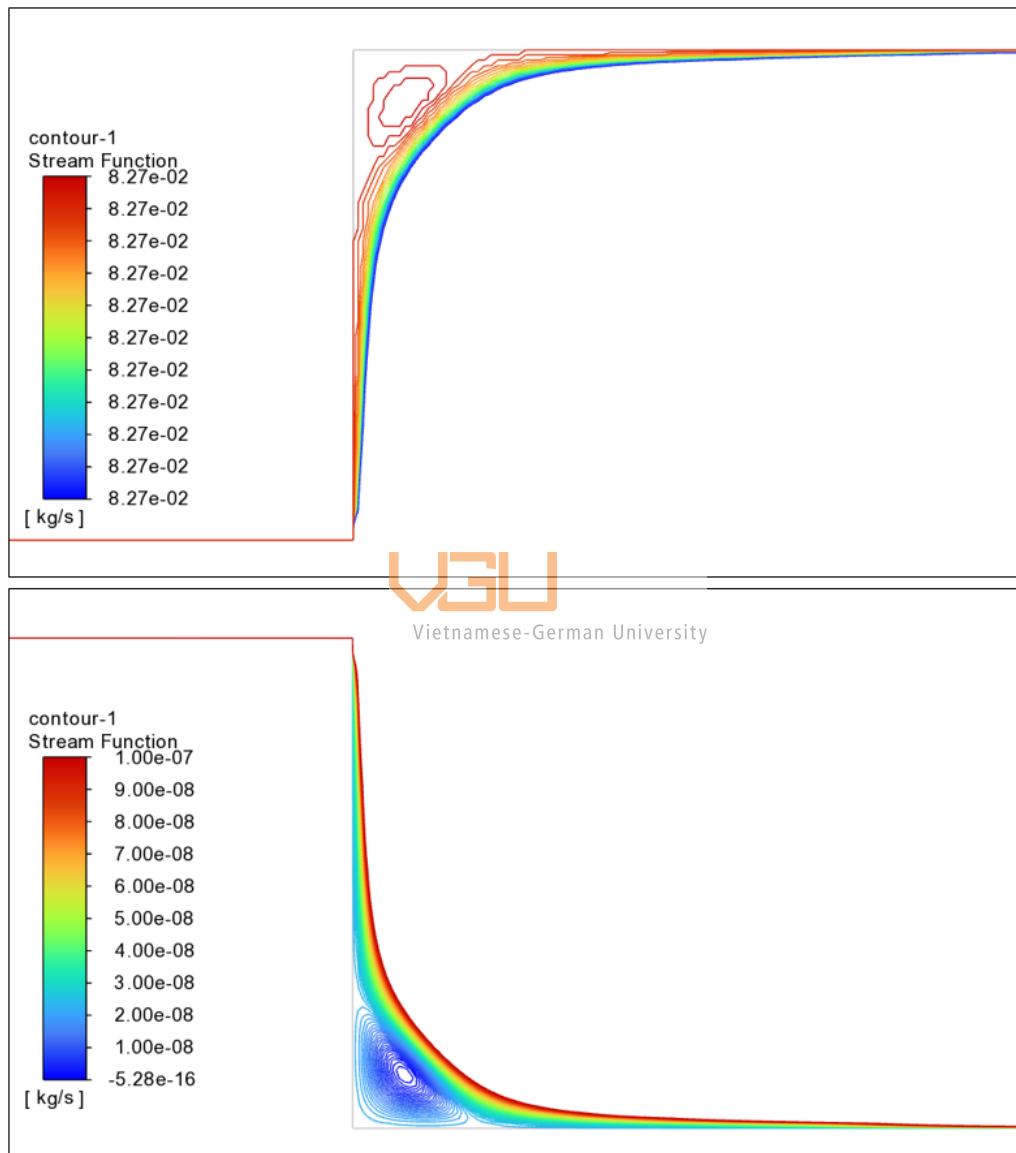 contour-1
Stream Function
8.27e-02
8.27e-02
8.27e-02
8.27e-02
8.27e-02
8.27e-02
8.27e-02
8.27e-02
8.27e-02
8.27e-02
8.27e-02
[ kg/s ]
VGU
Vietnamese-German University
contour-1
Stream Function
1.00e-07
9.00e-08
8.00e-08
7.00e-08
6.00e-08
5.00e-08
4.00e-08
3.00e-08
2.00e-08
1.00e-08
-5.28e-16
[ kg/s ]